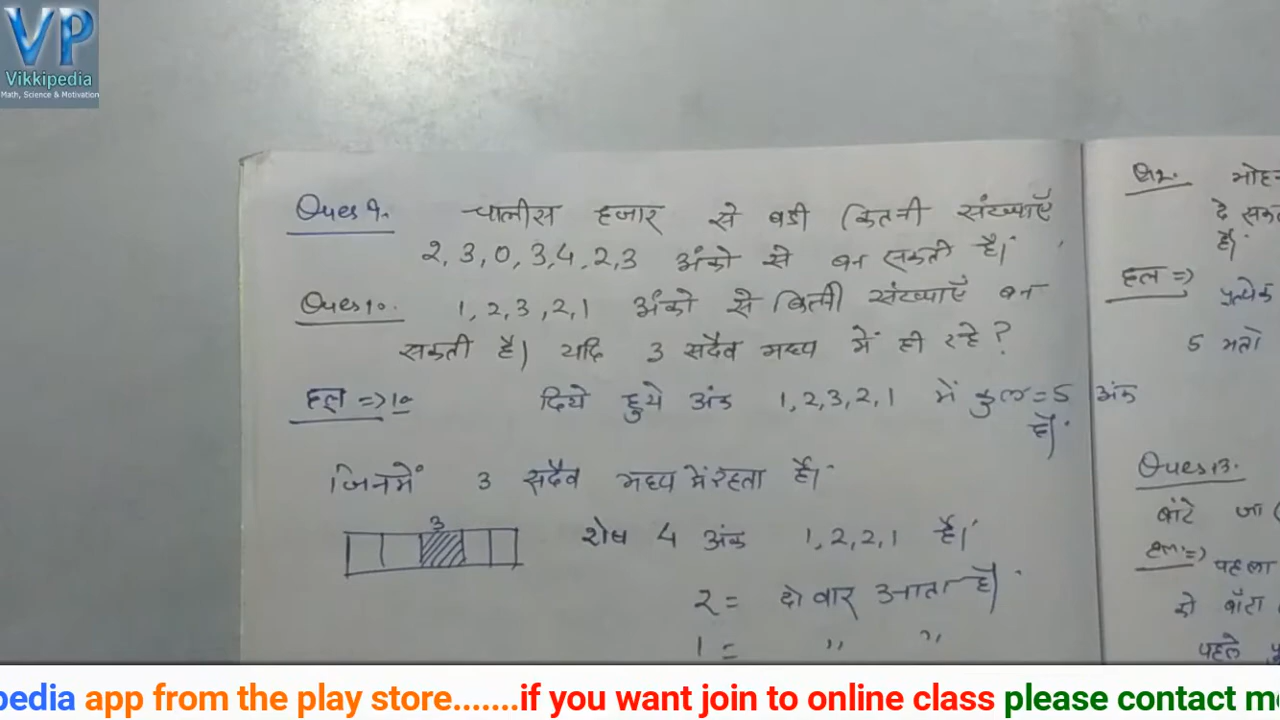 VP
Vikkipedia
Math, Science & Motivation
Ques 9. चालीस हजार से बडी कितनी संख्याएँ
2, 3, 0, 3, 4, 2, 3 अंको से बन सकती है।
Ques 10. 1, 2, 3, 2, 1 अंको से कितनी संख्याएँ बन
सकती है। यदि 3 सदैव मध्य में ही रहे?
हल => 10 दिये हुये अंक 1, 2, 3, 2, 1 में कुल = 5 अंक
है।
जिनमें 3 सदैव मध्य में रहता है।
3
शेष 4 अंक 1, 2, 2, 1 है।
2 = दो बार आता है।
1 = " "
मोहन
दे सकत
है।
हल =>
प्रत्येक
5 मतो
Ques 13.
बांटे जा
हल =>
पहला
को बाँटा
पहले
pedia app from the play store.......if you want join to online class please contact me